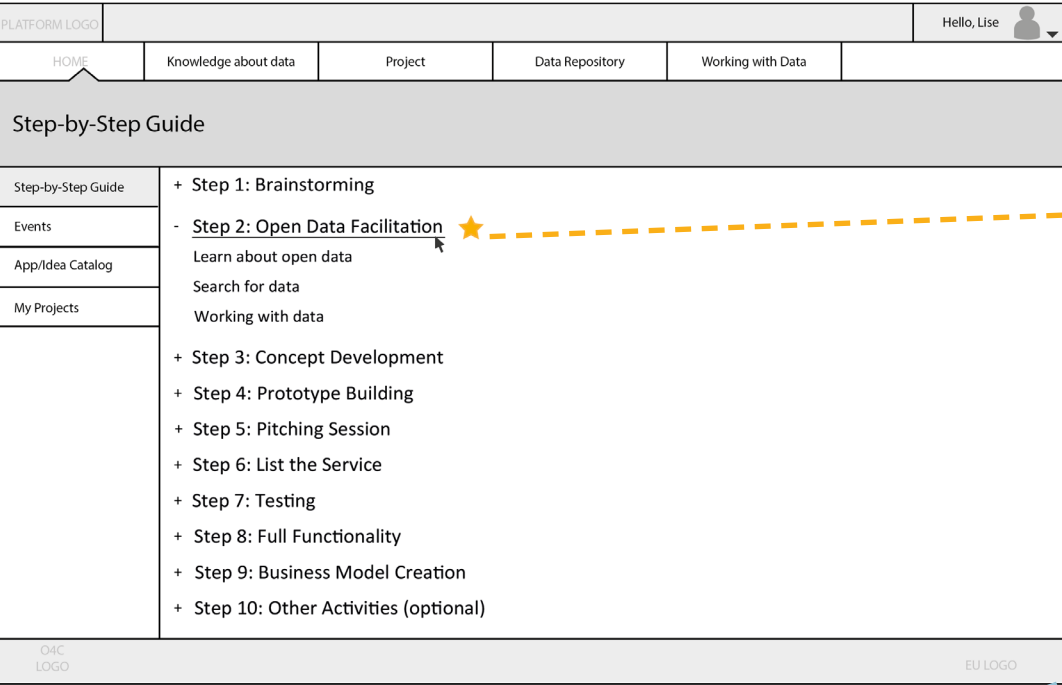 PLATFORM LOGO
Hello, Lise
HOME
Knowledge about data
Project
Data Repository
Working with Data
Step-by-Step Guide
Step-by-Step Guide
Events
App/Idea Catalog
My Projects
+ Step 1: Brainstorming
- Step 2: Open Data Facilitation
Learn about open data
Search for data
Working with data
+ Step 3: Concept Development
+ Step 4: Prototype Building
+ Step 5: Pitching Session
+ Step 6: List the Service
+ Step 7: Testing
+ Step 8: Full Functionality
+ Step 9: Business Model Creation
+ Step 10: Other Activities (optional)
O4C
LOGO
EU LOGO